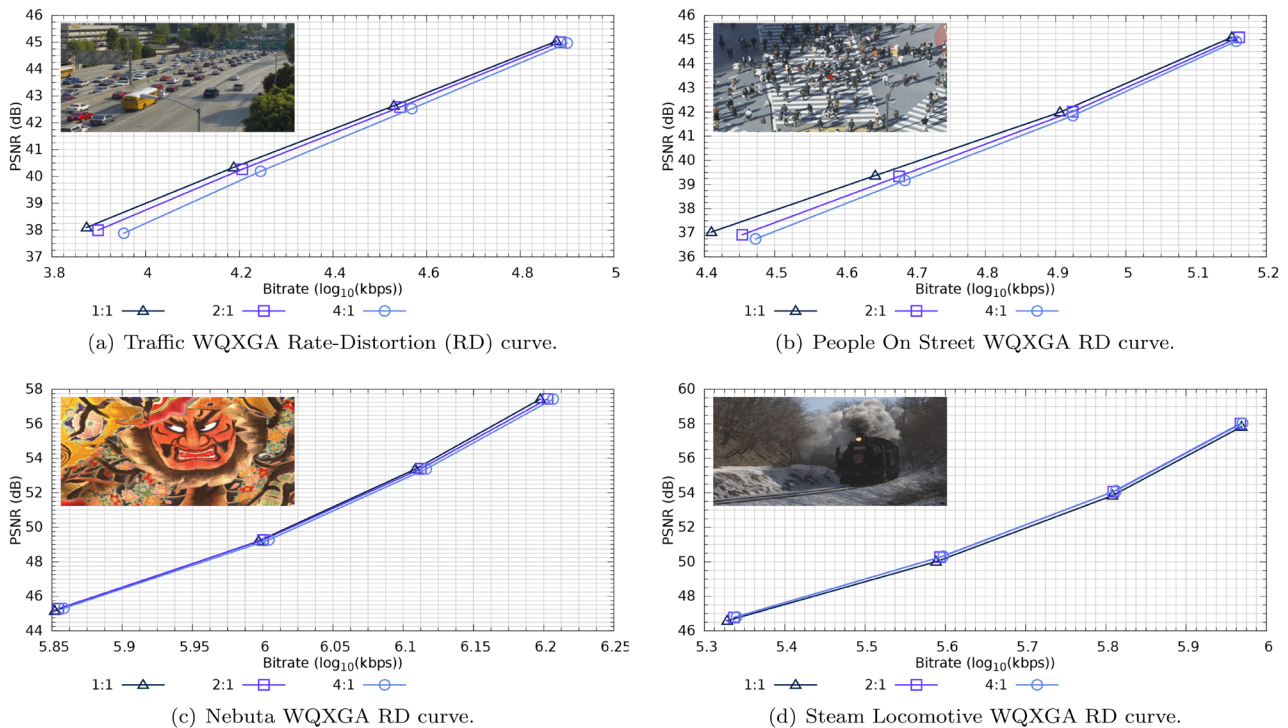 46
45
44
43
42
41
40
39
38
37
PSNR (dB)
3.8 4 4.2 4.4 4.6 4.8 5
Bitrate (log10(kbps))
1:1 2:1 4:1
(a) Traffic WQXGA Rate-Distortion (RD) curve.
46
45
44
43
42
41
40
39
38
37
36
PSNR (dB)
4.4 4.5 4.6 4.7 4.8 4.9 5 5.1 5.2
Bitrate (log10(kbps))
1:1 2:1 4:1
(b) People On Street WQXGA RD curve.
58
56
54
52
50
48
46
44
PSNR (dB)
5.85 5.9 5.95 6 6.05 6.1 6.15 6.2 6.25
Bitrate (log10(kbps))
1:1 2:1 4:1
(c) Nebuta WQXGA RD curve.
60
58
56
54
52
50
48
46
PSNR (dB)
5.3 5.4 5.5 5.6 5.7 5.8 5.9 6
Bitrate (log10(kbps))
1:1 2:1 4:1
(d) Steam Locomotive WQXGA RD curve.